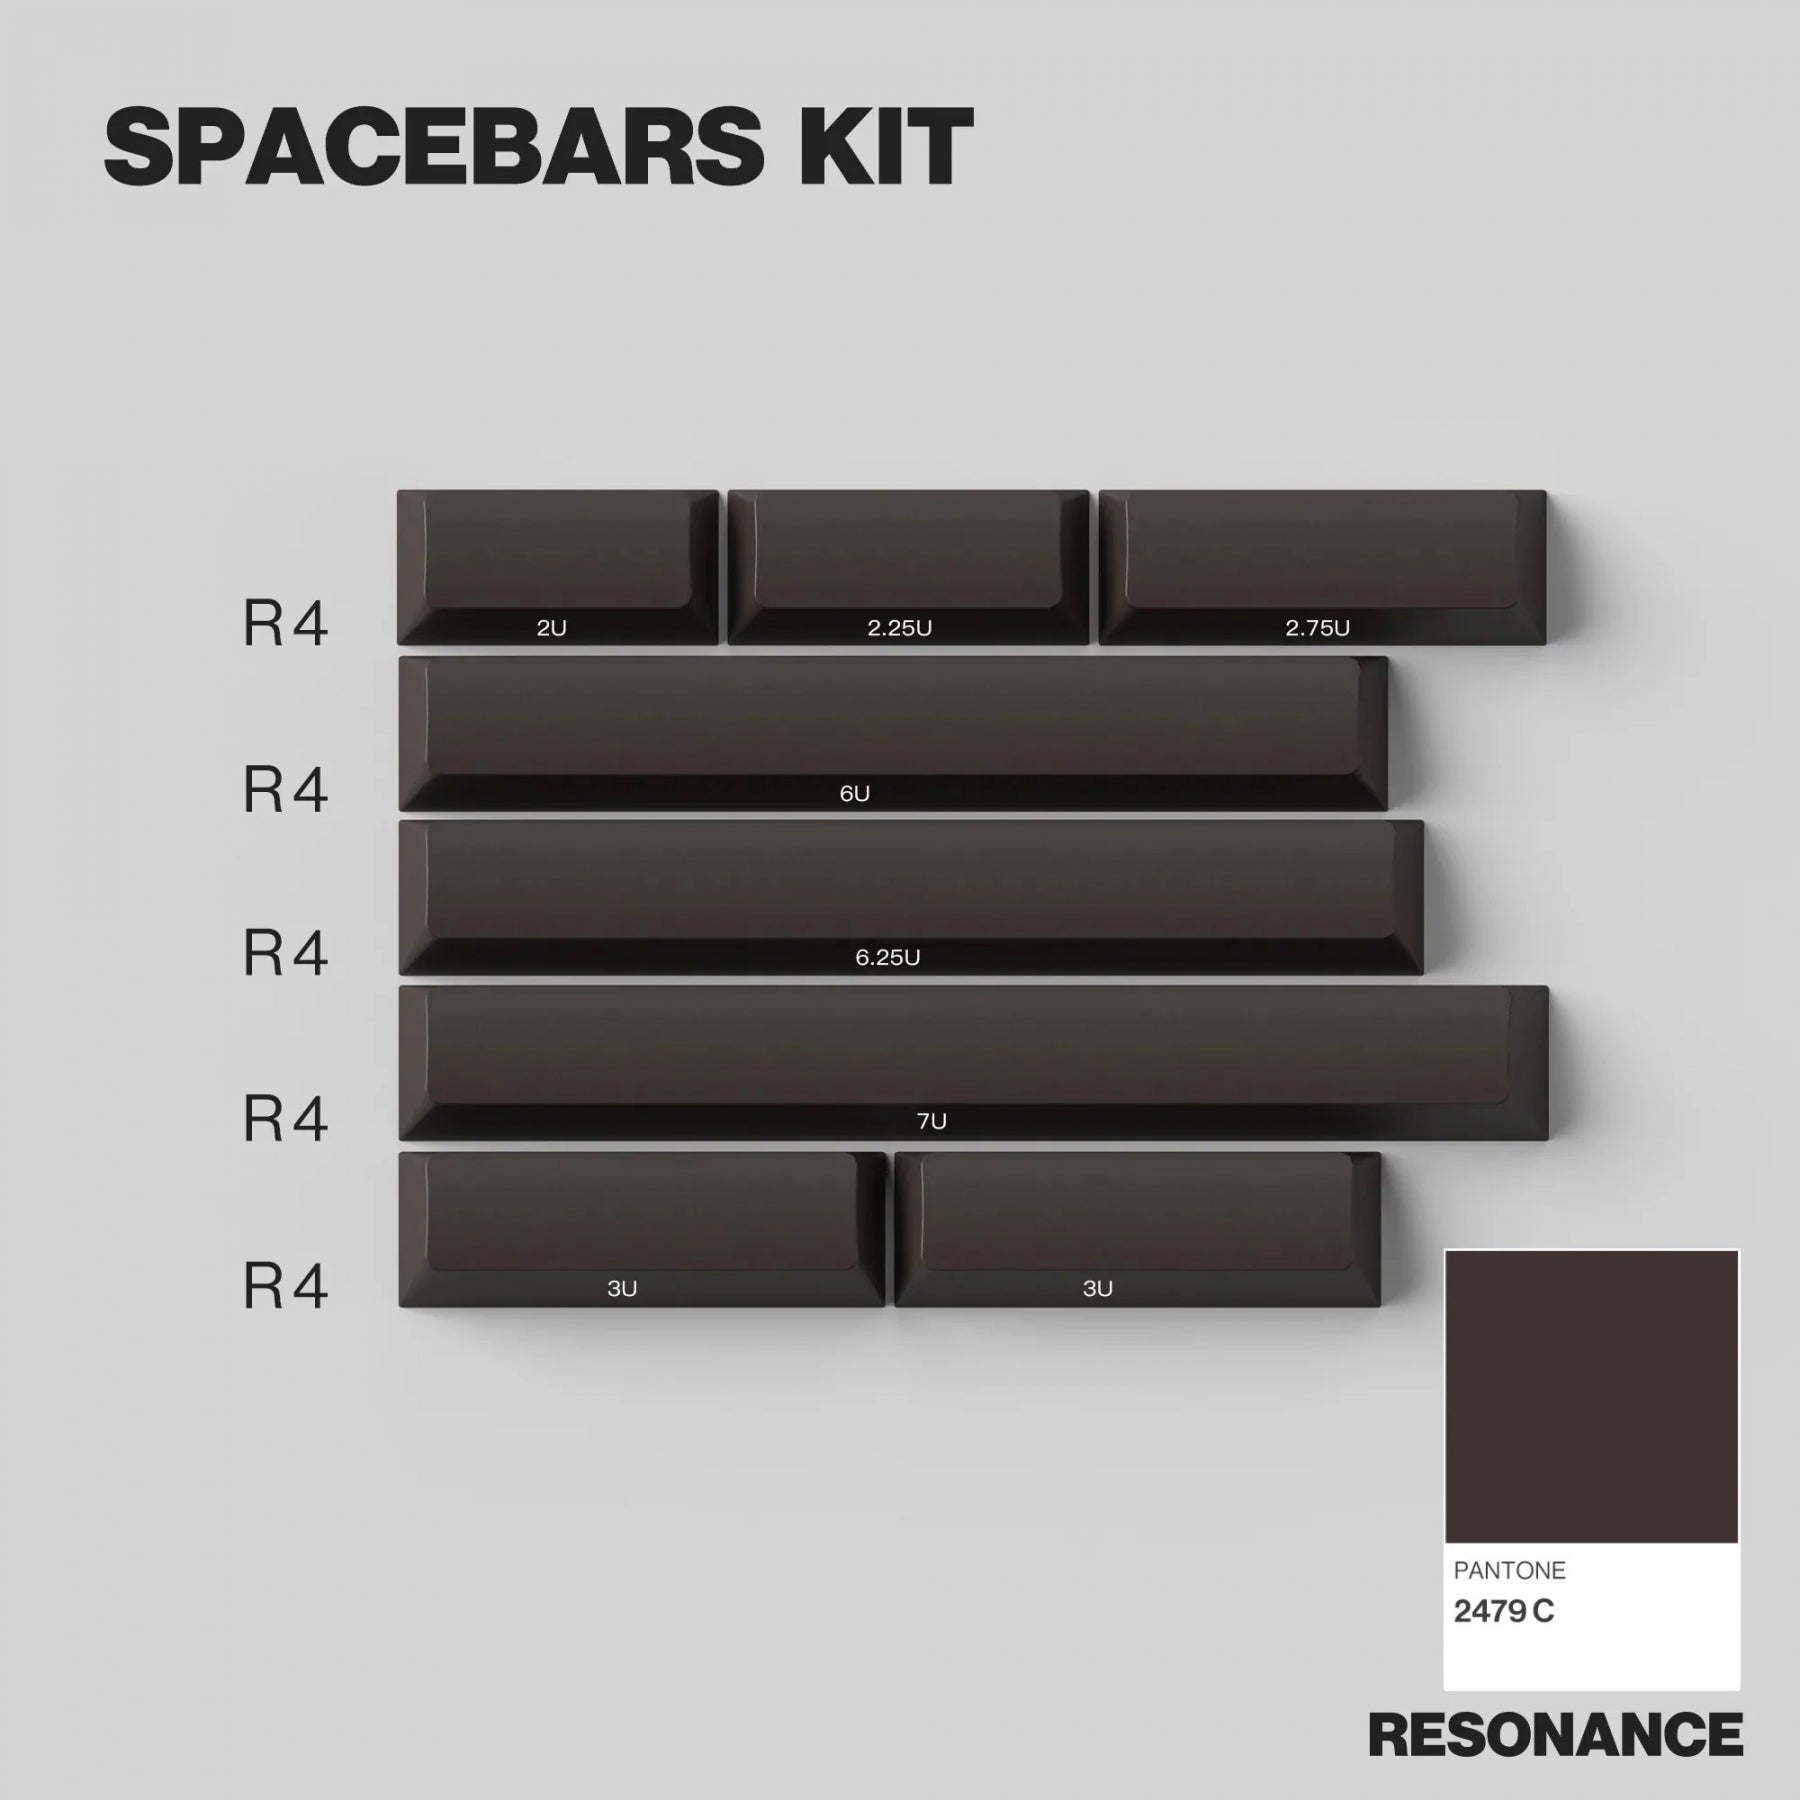 SPACEBARS KIT
R4
2U
2.25U
2.75U
R4
6U
R4
6.25U
R4
7U
R4
3U
3U
PANTONE
2479 C
RESONANCE